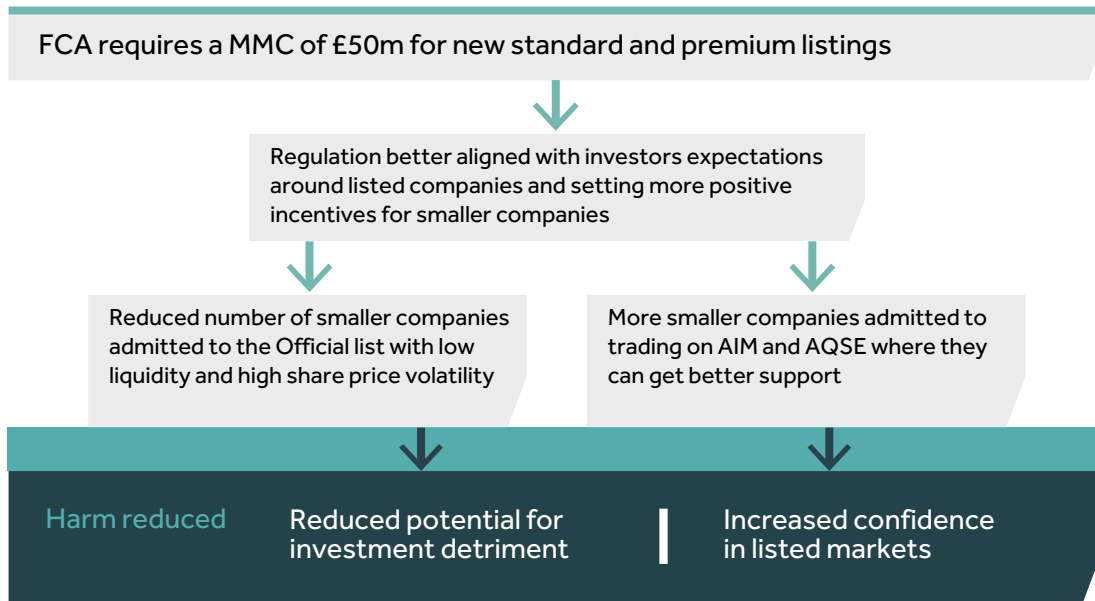 FCA requires a MMC of £50m for new standard and premium listings
Regulation better aligned with investors expectations
around listed companies and setting more positive
incentives for smaller companies
Reduced number of smaller companies
admitted to the Official list with low
liquidity and high share price volatility
More smaller companies admitted to
trading on AIM and AQSE where they
can get better support
Harm reduced
Reduced potential for
investment detriment
Increased confidence
in listed markets